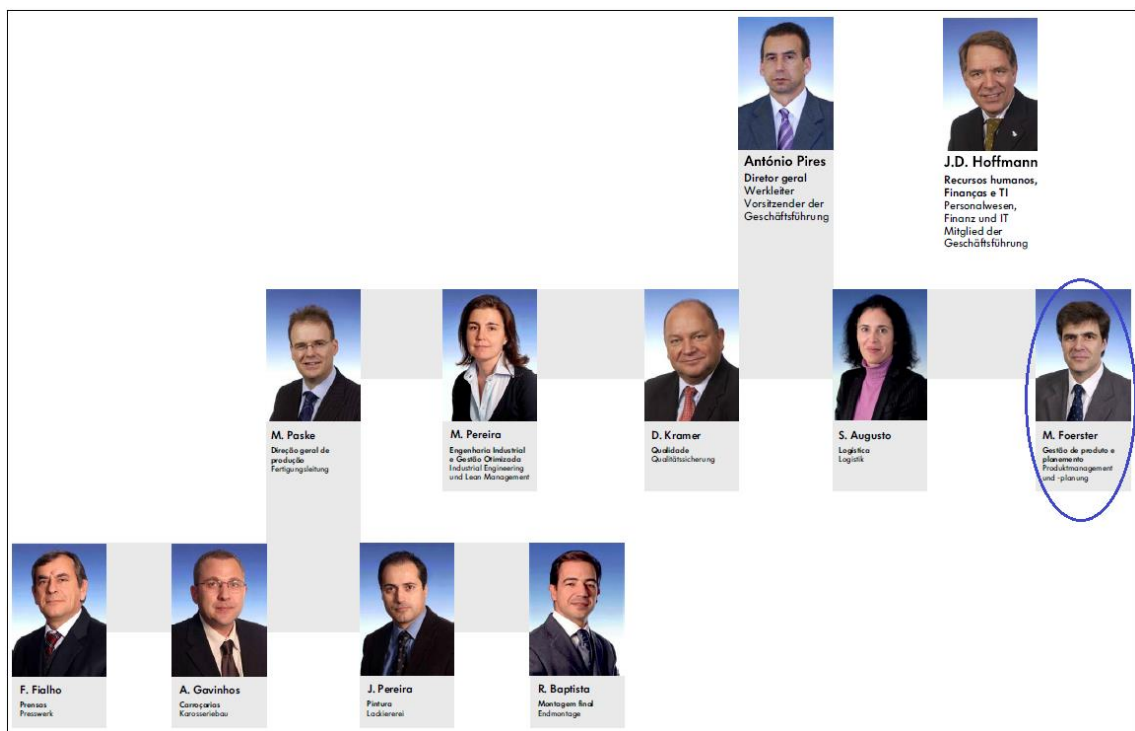 António Pires
Diretor geral
Werkleiter
Vorsitzender der
Geschäftsführung
J.D. Hoffmann
Recursos humanos,
Finanças e TI
Personalwesen,
Finanz und IT
Mitglied der
Geschäftsführung
M. Paske
Direção geral de
produção
Fertigungsleitung
M. Pereira
Engenharia Industrial
e Gestão Otimizada
Industrial Engineering
und Lean Management
D. Kramer
Qualidade
Qualitätssicherung
S. Augusto
Logística
Logistik
M. Foerster
Gestão de produto e
planemento
Produktmanagement
und -planung
F. Fialho
Prensas
Presswerk
A. Gavinhos
Carroçarias
Karosseriebau
J. Pereira
Pintura
Lackiererei
R. Baptista
Montagem final
Endmontage